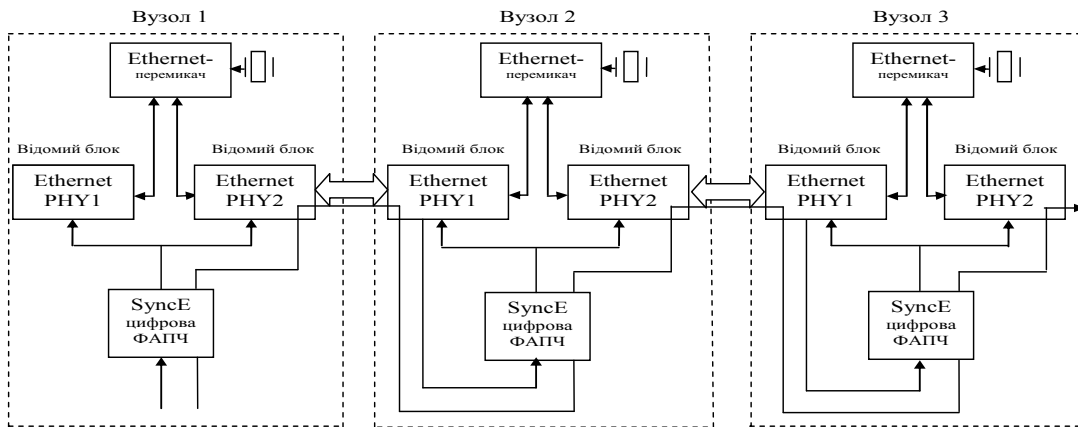 Вузол 1
Вузол 2
Вузол 3
Ethernet-
перемикач
Ethernet-
перемикач
Ethernet-
перемикач
Відомий блок
Відомий блок
Відомий блок
Відомий блок
Відомий блок
Відомий блок
Ethernet
PHY1
Ethernet
PHY2
Ethernet
PHY1
Ethernet
PHY2
Ethernet
PHY1
Ethernet
PHY2
SyncE
цифрова
ФАПЧ
SyncE
цифрова
ФАПЧ
SyncE
цифрова
ФАПЧ